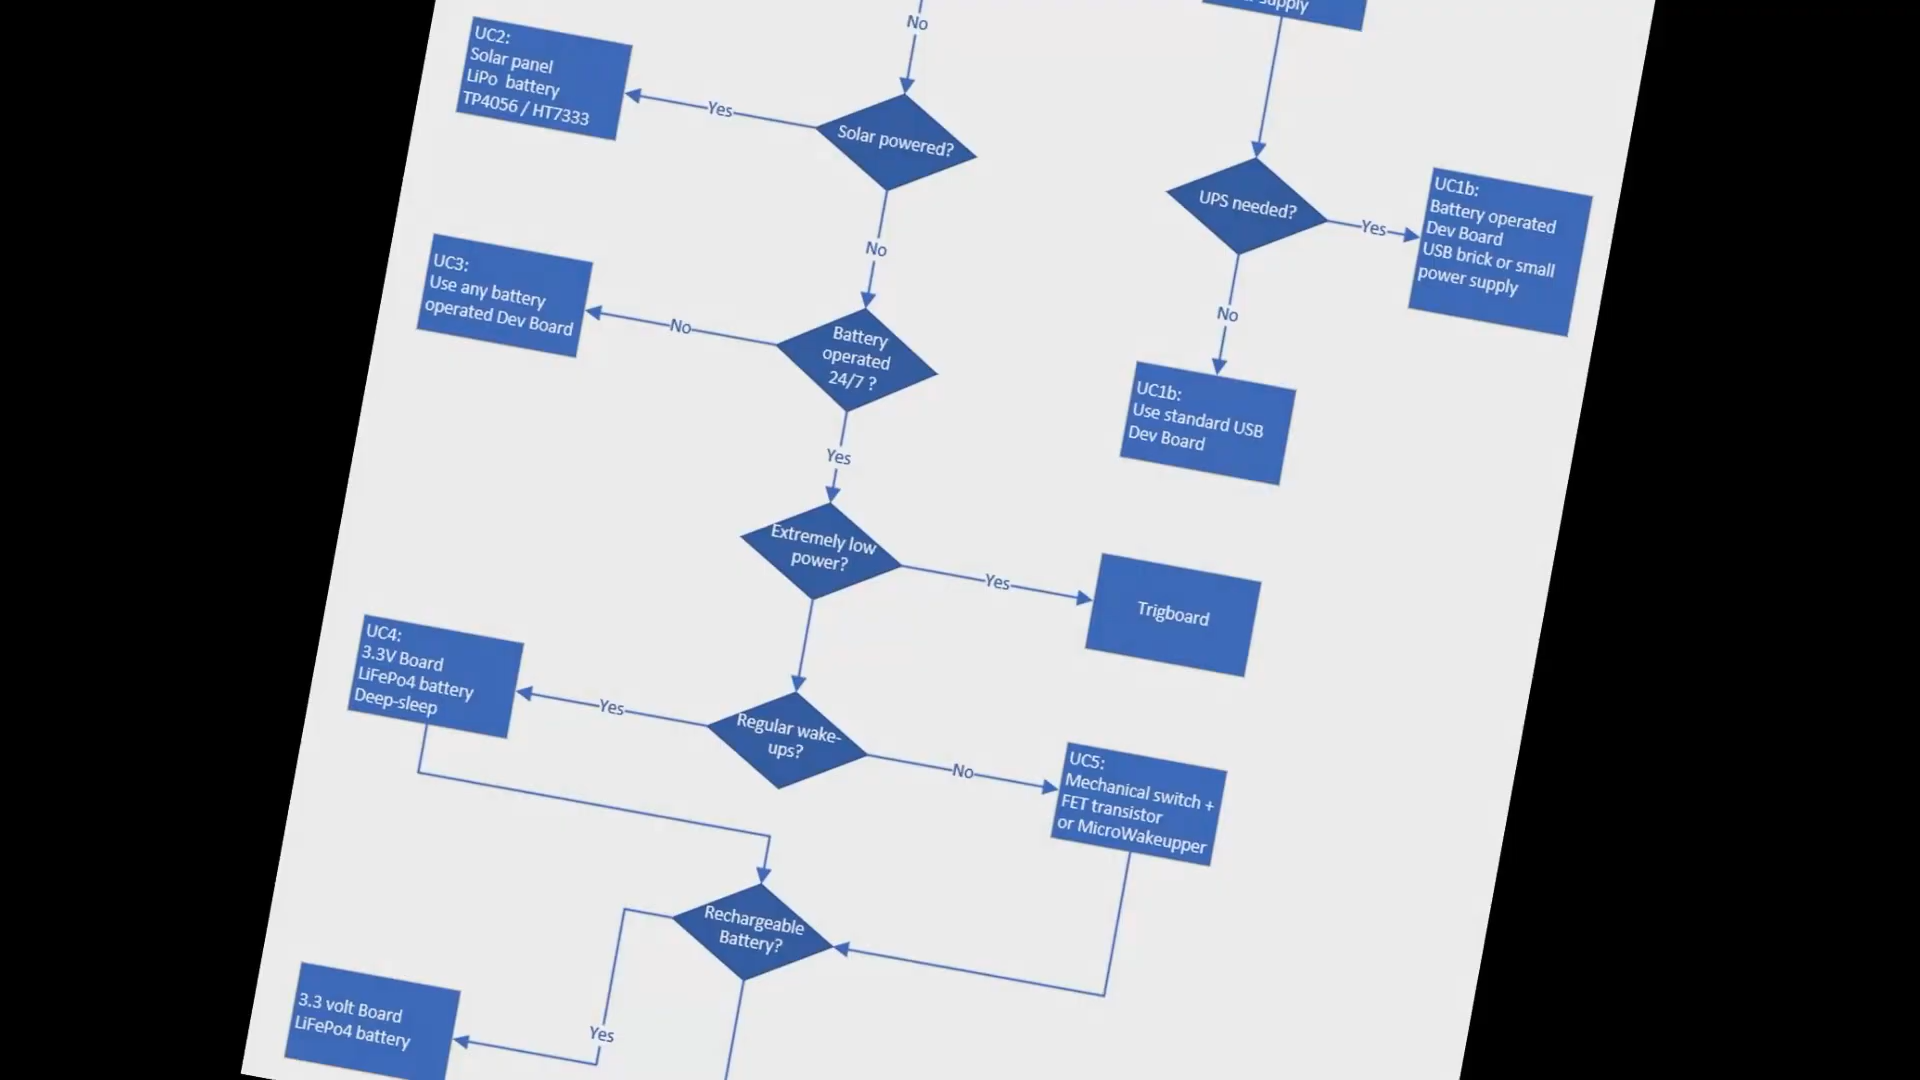 No
supply
UC2:
Solar panel
LiPo battery
TP4056 / HT7333
Yes
Solar powered?
UPS needed?
Yes
UC1b:
Battery operated
Dev Board
USB brick or small
power supply
No
UC3:
Use any battery
operated Dev Board
No
Battery
operated
24/7 ?
No
UC1b:
Use standard USB
Dev Board
Yes
Extremely low
power?
Yes
Trigboard
UC4:
3.3V Board
LiFePo4 battery
Deep-sleep
Yes
Regular wake-
ups?
No
UC5:
Mechanical switch +
FET transistor
or MicroWakeupper
Rechargeable
Battery?
3.3 volt Board
LiFePo4 battery
Yes